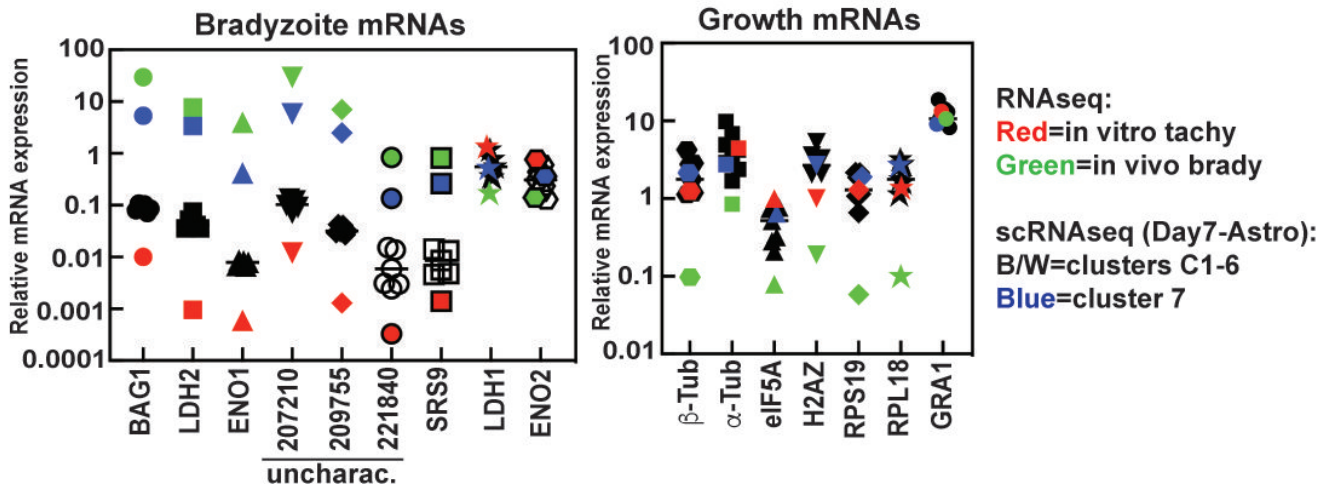 Bradyzoite mRNAs
Relative mRNA expression
100
10
1
0.1
0.01
0.001
0.0001
BAG1
LDH2
ENO1
207210
209755
221840
SRS9
LDH1
ENO2
uncharac.
Growth mRNAs
Relative mRNA expression
100
10
1
0.1
0.01
β-Tub
α-Tub
eIF5A
H2AZ
RPS19
RPL18
GRA1
RNAseq:
Red=in vitro tachy
Green=in vivo brady
scRNAseq (Day7-Astro):
B/W=clusters C1-6
Blue=cluster 7